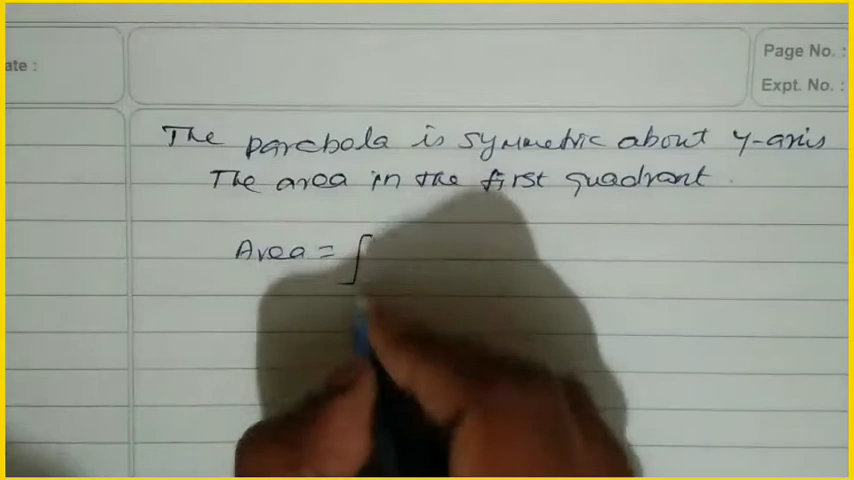 ate :
Page No. :
Expt. No. :
The parabola is symmetric about y-axis
The area in the first quadrant.
Area = ∫